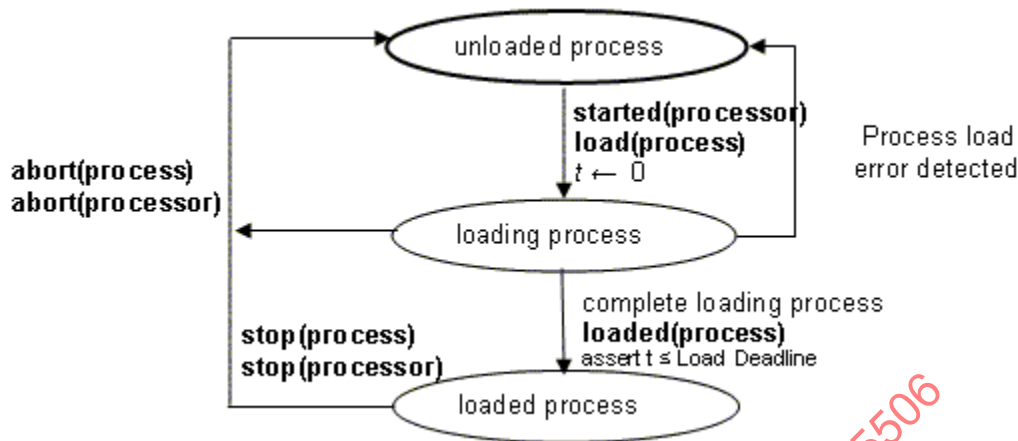 unloaded process
started(processor)
load(process)
t ← 0
Process load
error detected
abort(process)
abort(processor)
loading process
complete loading process
loaded(process)
assert t ≤ Load Deadline
stop(process)
stop(processor)
loaded process
5506